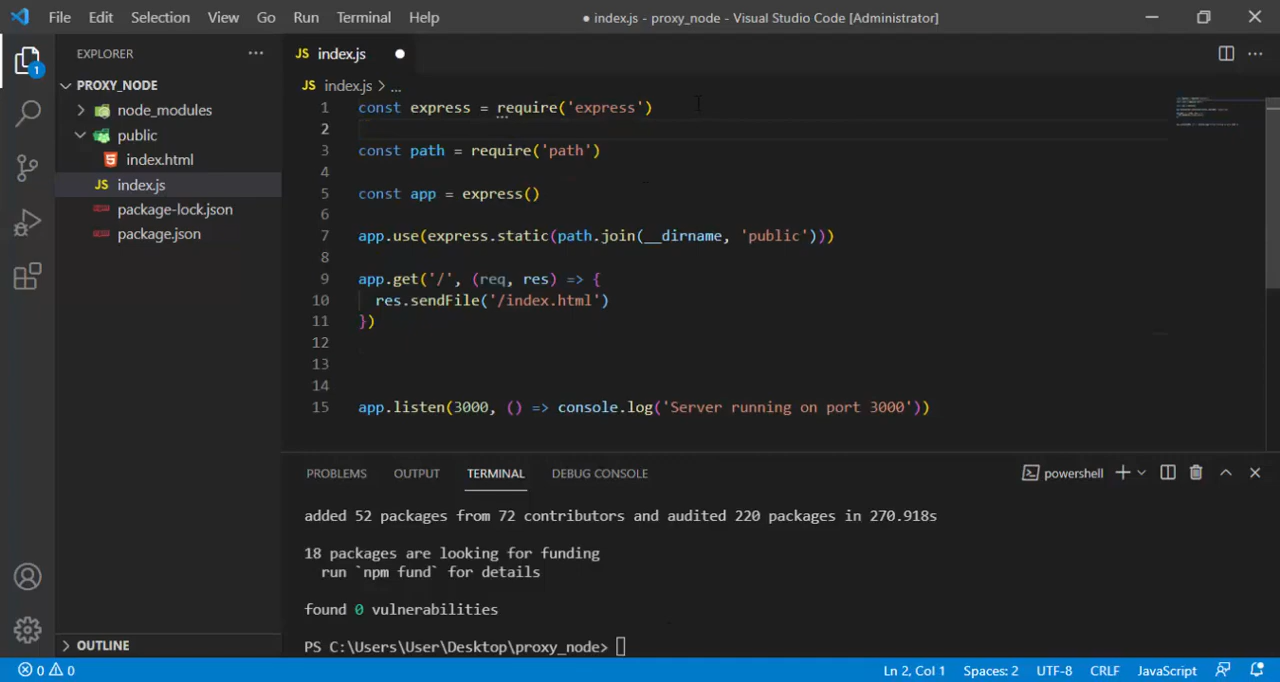 File Edit Selection View Go Run Terminal Help ● index.js - proxy_node - Visual Studio Code [Administrator]
EXPLORER ...
1
PROXY_NODE
node_modules
public
index.html
JS index.js
package-lock.json
package.json
OUTLINE
JS index.js ●
JS index.js > ...
1 const express = require('express')
2
3 const path = require('path')
4
5 const app = express()
6
7 app.use(express.static(path.join(__dirname, 'public')))
8
9 app.get('/', (req, res) => {
10 res.sendFile('/index.html')
11 })
12
13
14
15 app.listen(3000, () => console.log('Server running on port 3000'))
PROBLEMS OUTPUT TERMINAL DEBUG CONSOLE powershell
added 52 packages from 72 contributors and audited 220 packages in 270.918s
18 packages are looking for funding
run `npm fund` for details
found 0 vulnerabilities
PS C:\Users\User\Desktop\proxy_node>
0 0 Ln 2, Col 1 Spaces: 2 UTF-8 CRLF JavaScript